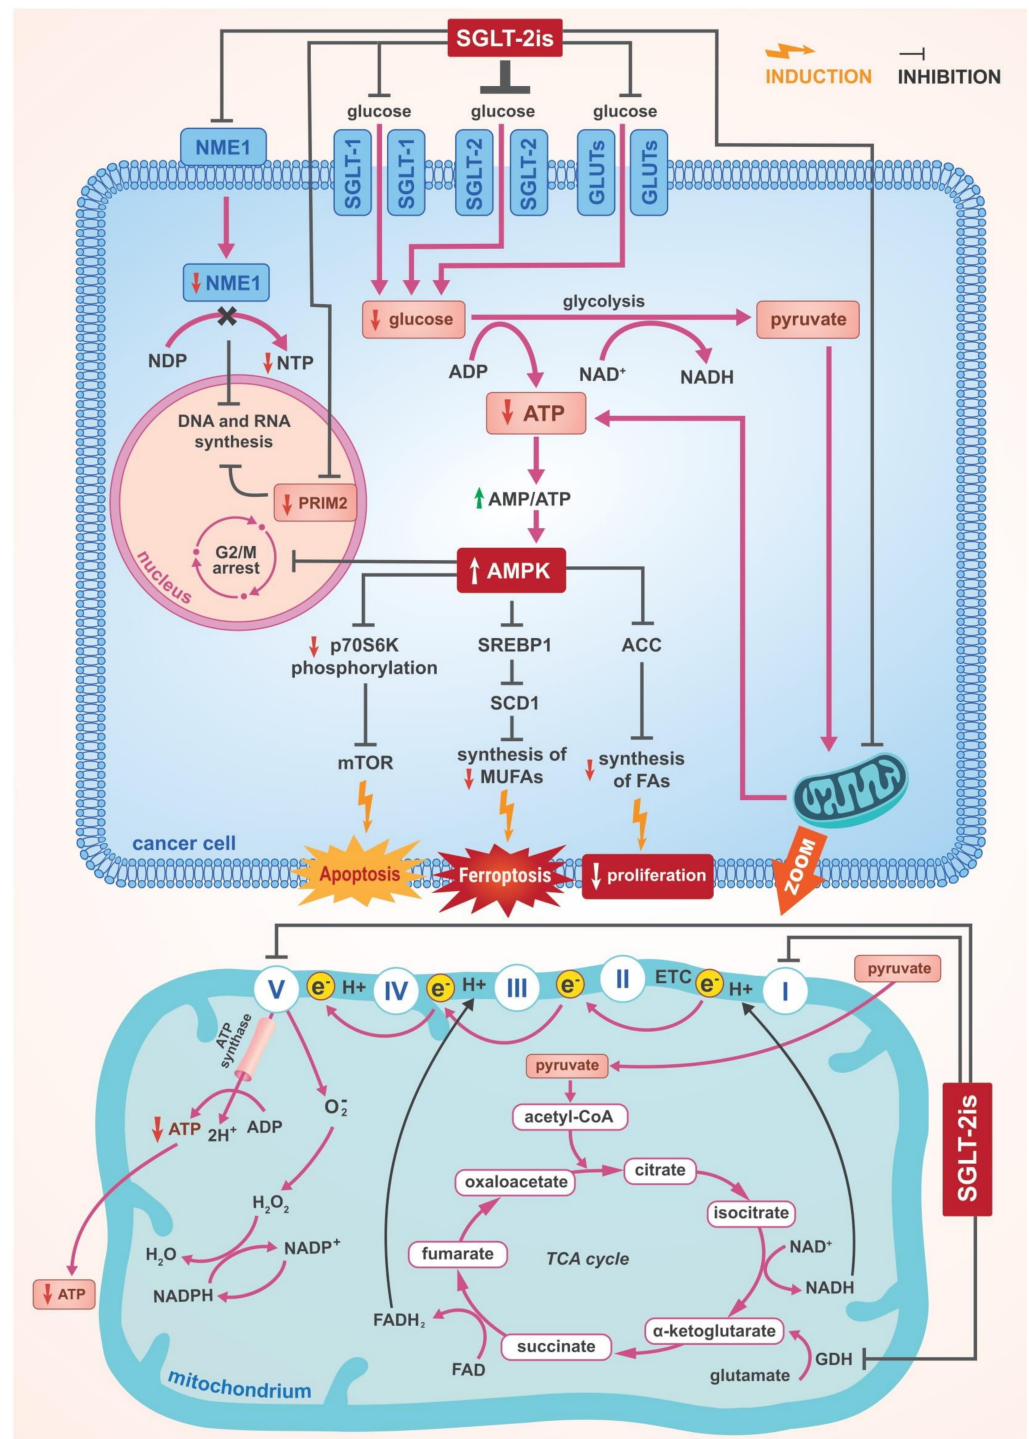 SGLT-2is
INDUCTION
INHIBITION
glucose
glucose
glucose
NME1
SGLT-1
SGLT-1
SGLT-2
SGLT-2
GLUTs
GLUTs
NME1
glucose
glycolysis
pyruvate
NDP
NTP
ADP
NAD+
NADH
ATP
DNA and RNA
synthesis
PRIM2
AMP/ATP
G2/M
arrest
nucleus
AMPK
p70S6K
phosphorylation
SREBP1
ACC
SCD1
mTOR
synthesis of
MUFAs
synthesis
of FAs
cancer cell
Apoptosis
Ferroptosis
proliferation
ZOOM
V
e-
H+
IV
e-
H+
III
e-
II
ETC
e-
H+
I
pyruvate
ATP
synthase
pyruvate
acetyl-CoA
ATP
2H+
ADP
O2-
oxaloacetate
citrate
SGLT-2is
H2O2
isocitrate
H2O
NADP+
fumarate
TCA cycle
NAD+
NADPH
NADH
ATP
FADH2
α-ketoglutarate
succinate
FAD
GDH
glutamate
mitochondrium